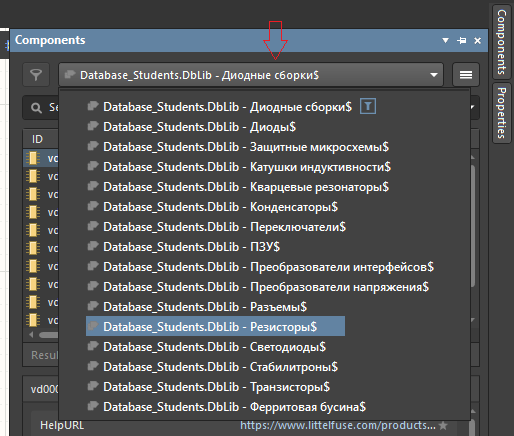 Components
Components
Properties
Database_Students.DbLib - Диодные сборки$
Se
Database_Students.DbLib - Диодные сборки$
Database_Students.DbLib - Диоды$
Database_Students.DbLib - Защитные микросхемы$
Database_Students.DbLib - Катушки индуктивности$
Database_Students.DbLib - Кварцевые резонаторы$
Database_Students.DbLib - Конденсаторы$
Database_Students.DbLib - Переключатели$
Database_Students.DbLib - ПЗУ$
Database_Students.DbLib - Преобразователи интерфейсов$
Database_Students.DbLib - Преобразователи напряжения$
Database_Students.DbLib - Разъемы$
Database_Students.DbLib - Резисторы$
Database_Students.DbLib - Светодиоды$
Database_Students.DbLib - Стабилитроны$
Database_Students.DbLib - Транзисторы$
Database_Students.DbLib - Ферритовая бусина$
ID
vd
vd
vd
vd
vd
vd
vd
vd
vd
Resul
vd000
HelpURL https://www.littelfuse.com/products...